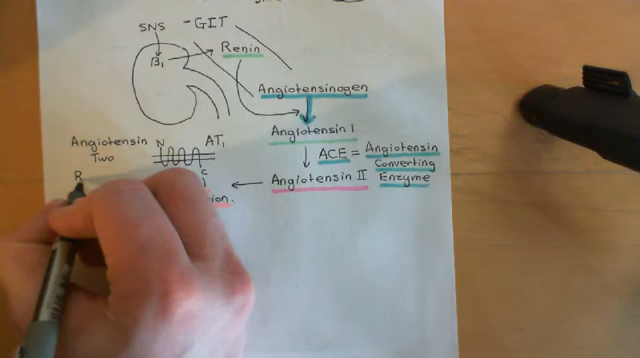 SNS
-GIT
β₁
Renin
Angiotensinogen
Angiotensin I
ACE = Angiotensin
Converting
Enzyme
Angiotensin II
Angiotensin
Two
R
N
AT₁
C